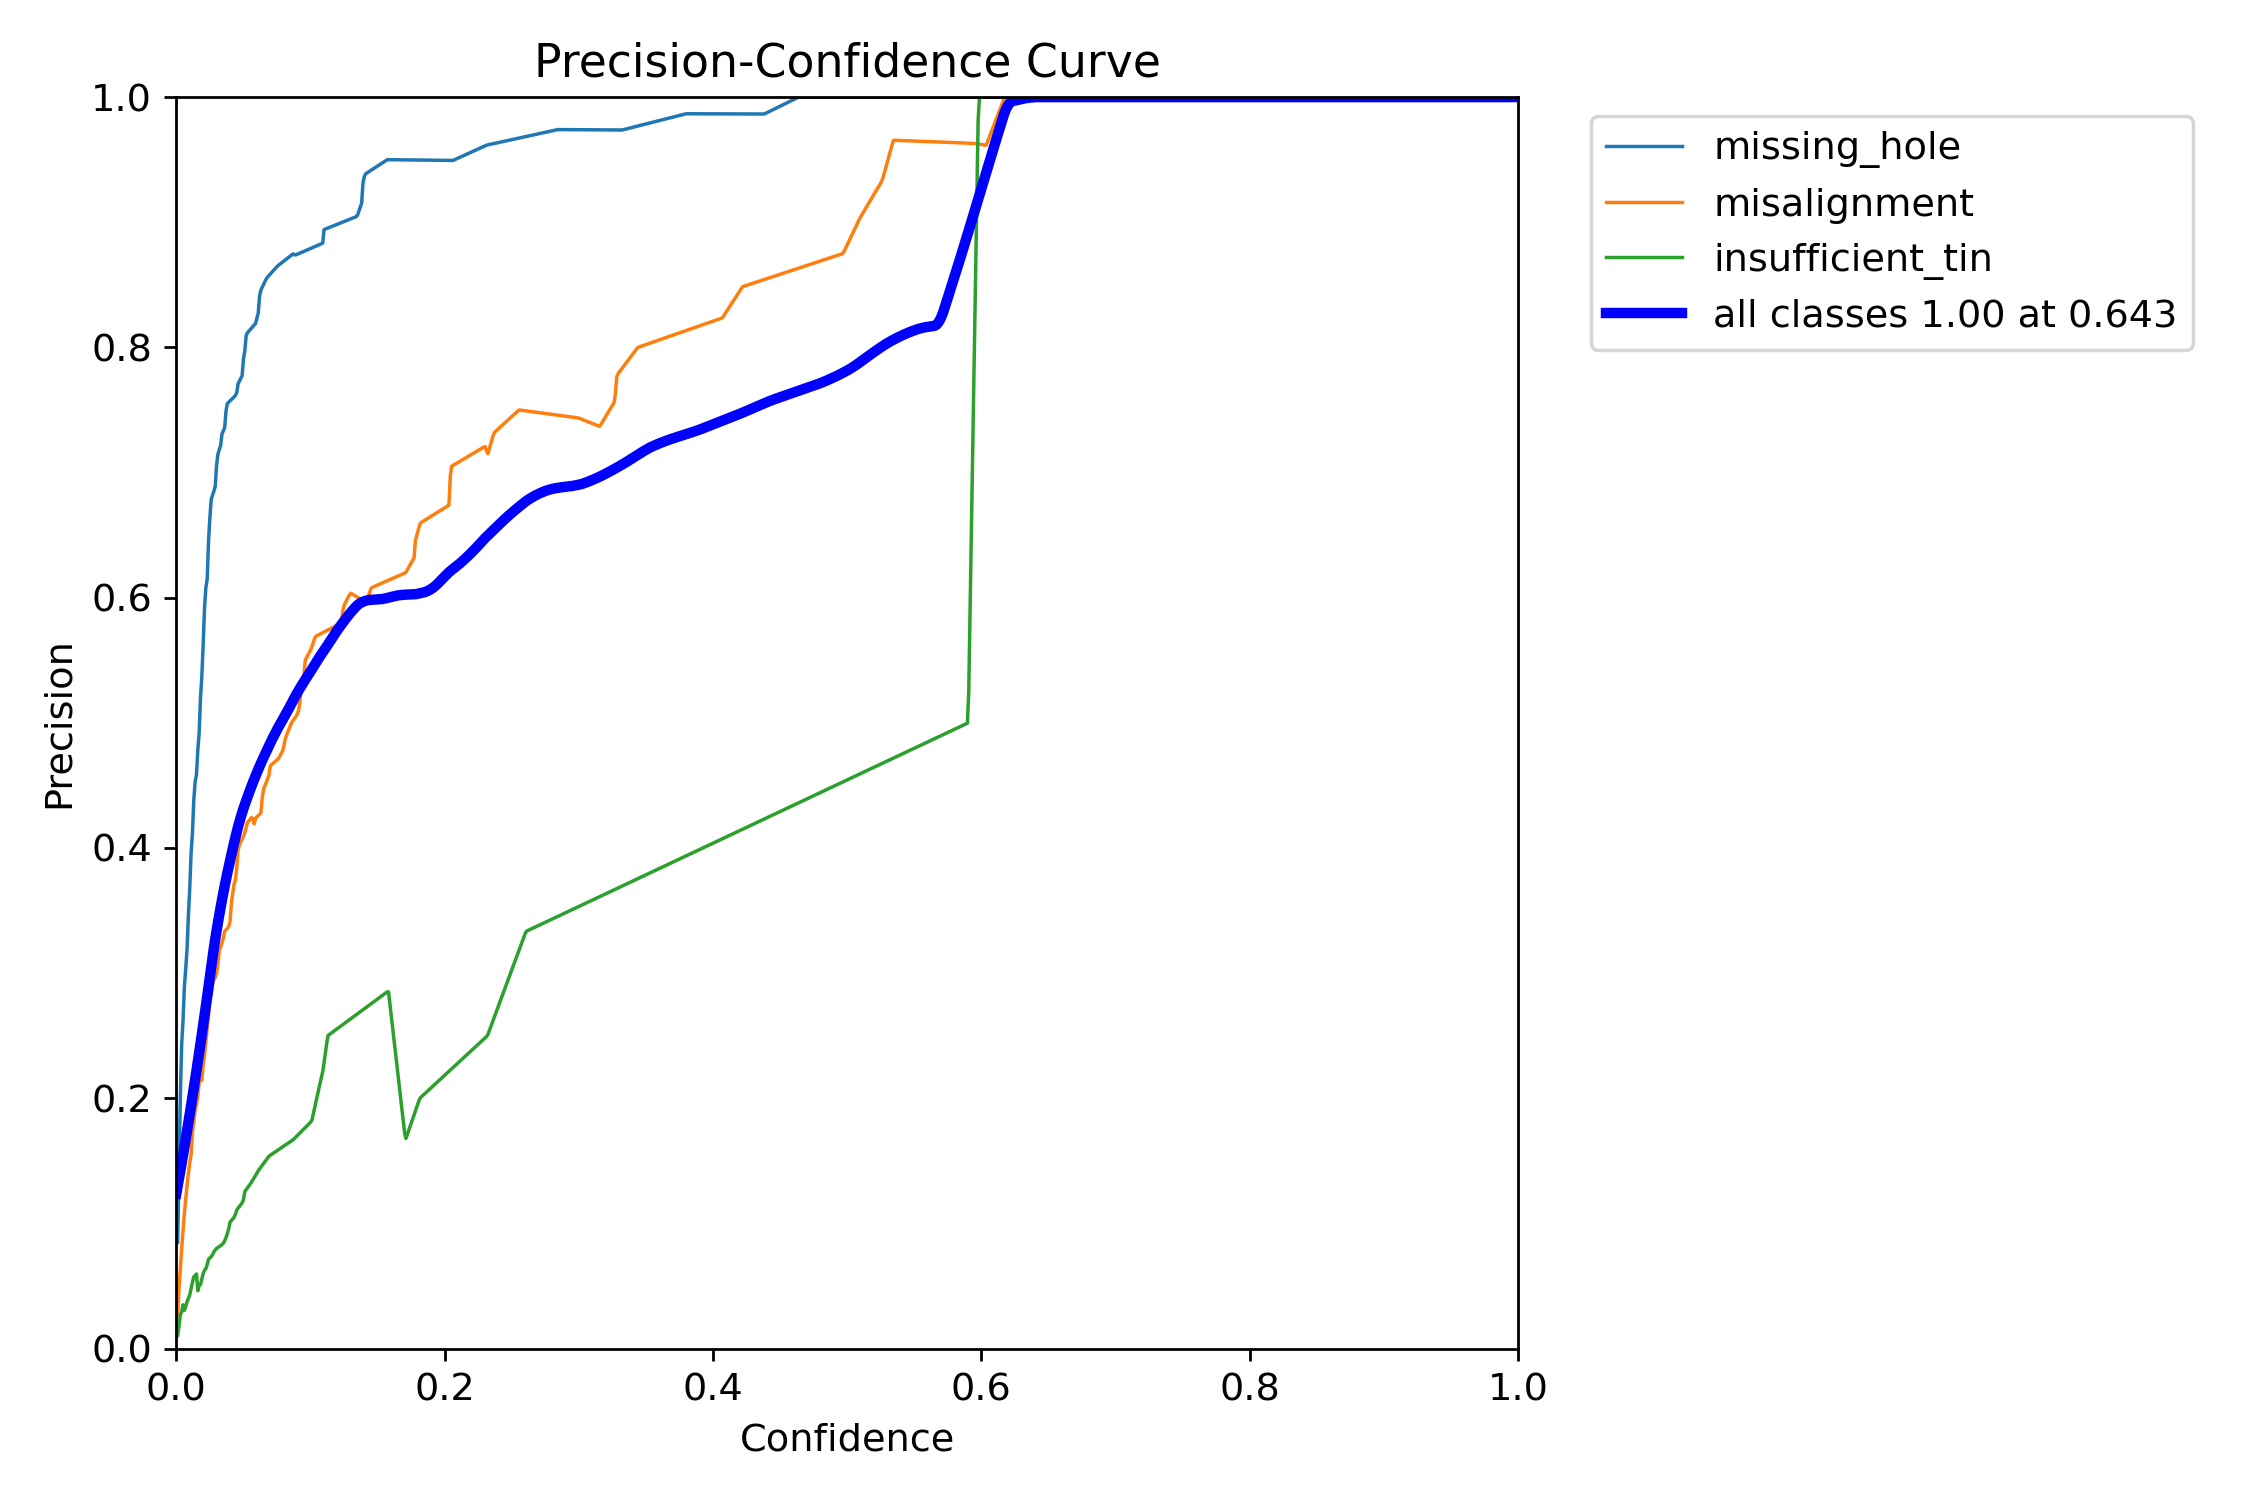 Precision-Confidence Curve
1.0
0.8
0.6
0.4
0.2
0.0
Precision
0.0 0.2 0.4 0.6 0.8 1.0
Confidence
missing_hole
misalignment
insufficient_tin
all classes 1.00 at 0.643